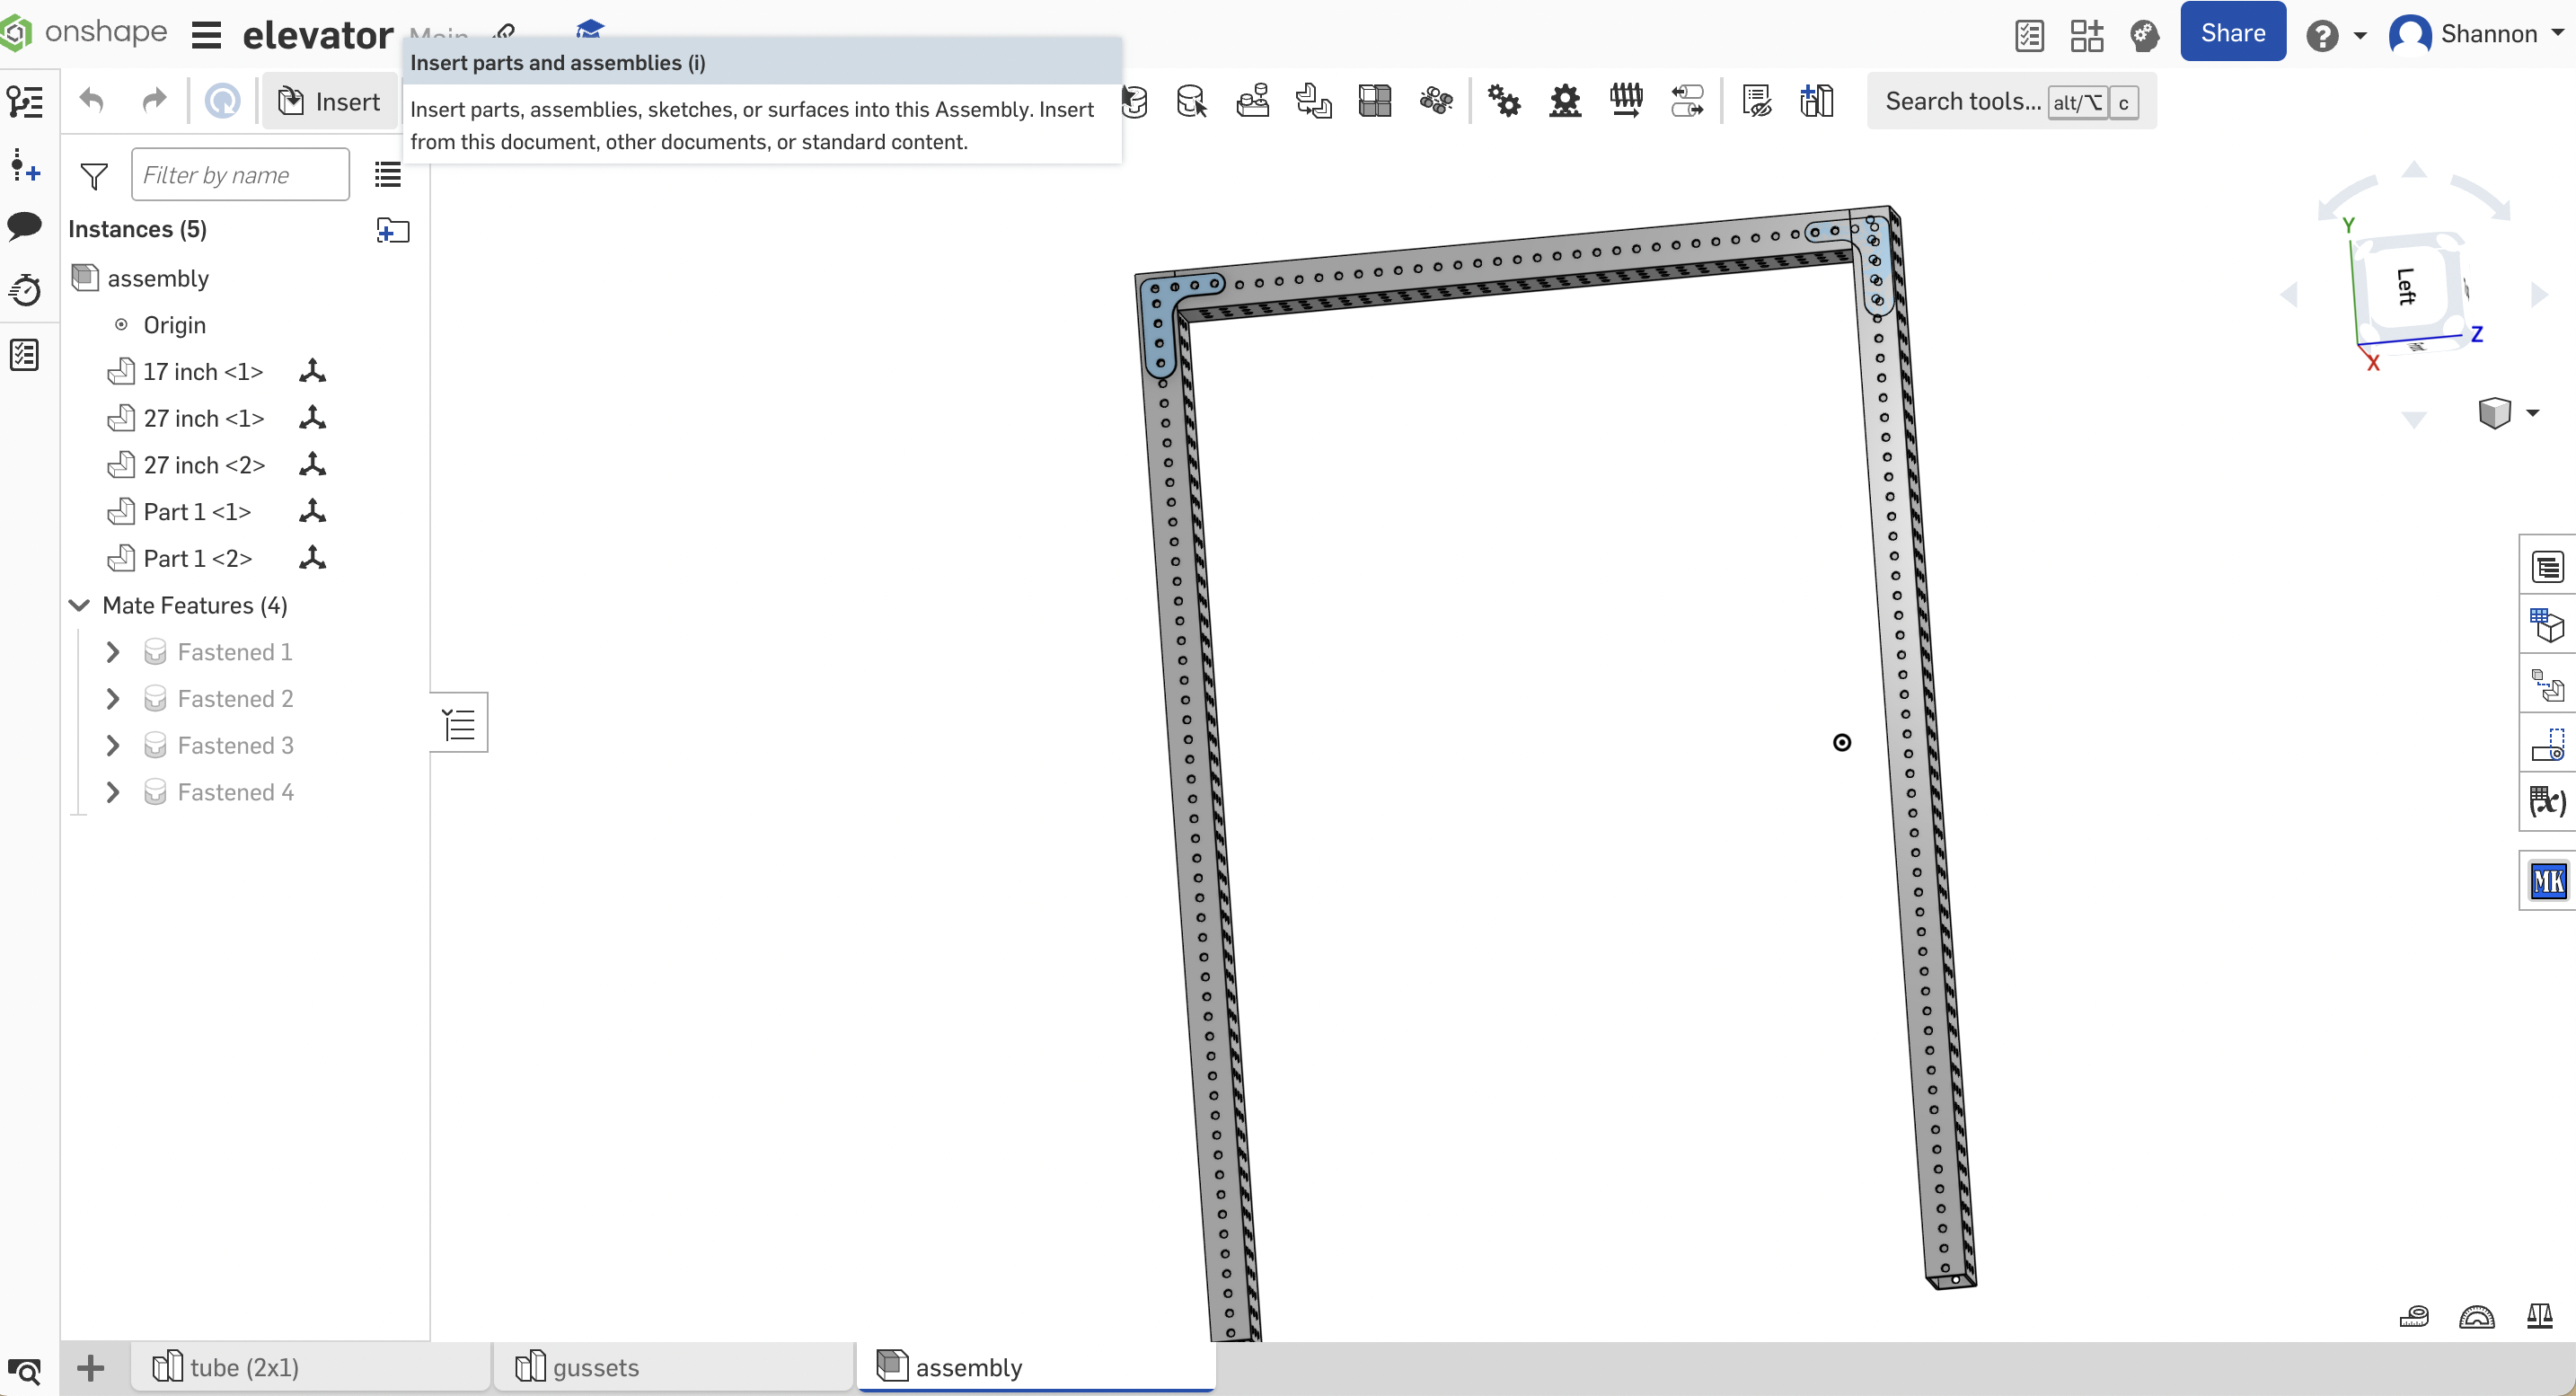 onshape
elevator
Main
Share
Shannon
Insert
Insert parts and assemblies (i)
Insert parts, assemblies, sketches, or surfaces into this Assembly. Insert
from this document, other documents, or standard content.
Search tools... alt/⌥ c
Filter by name
Instances (5)
assembly
Origin
17 inch <1>
27 inch <1>
27 inch <2>
Part 1 <1>
Part 1 <2>
Mate Features (4)
Fastened 1
Fastened 2
Fastened 3
Fastened 4
Y
Left
Z
X
(x)
MK
tube (2x1)
gussets
assembly